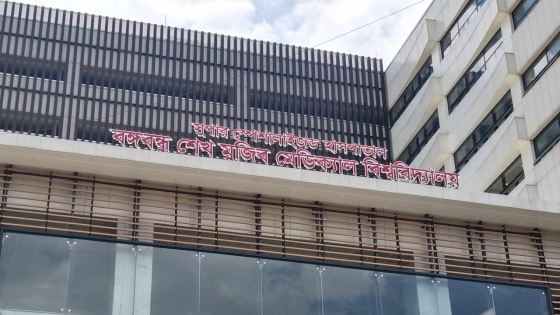 সুপার স্পেশালাইজড হাসপাতাল
বঙ্গবন্ধু শেখ মুজিব মেডিক্যাল বিশ্ববিদ্যালয়